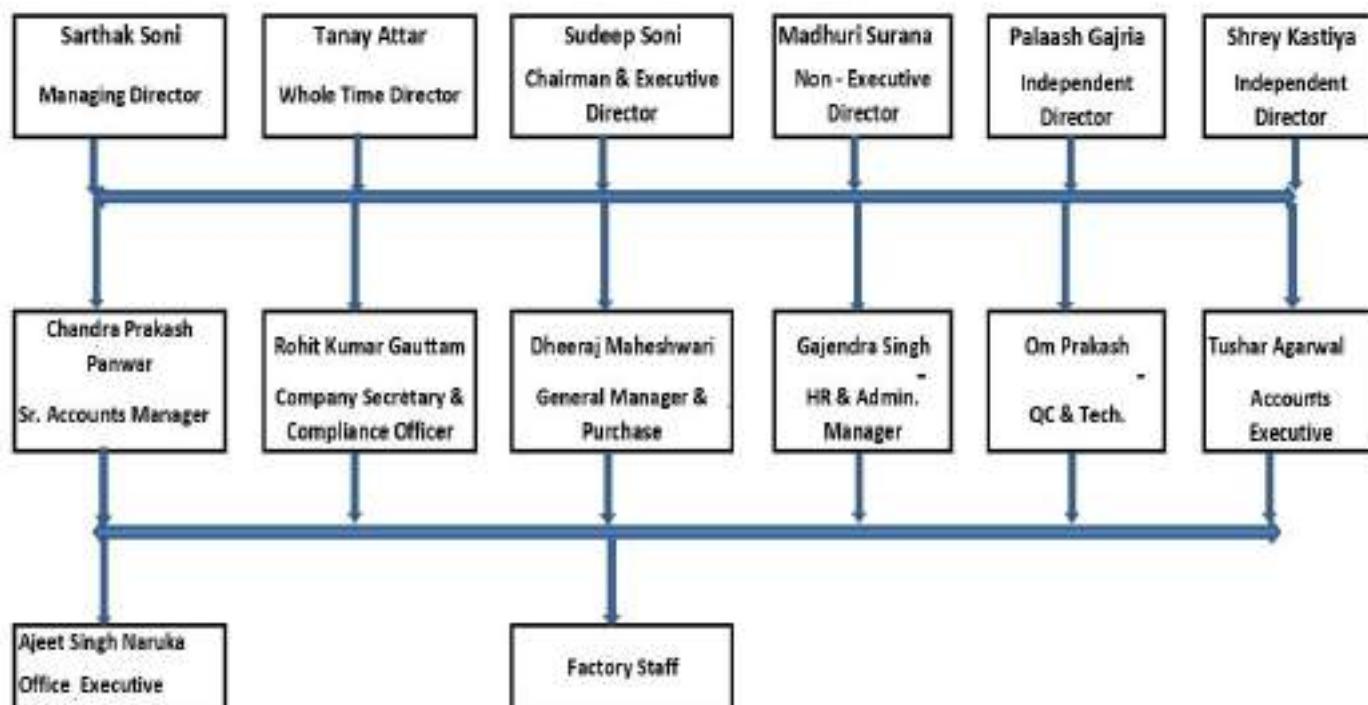 Sarthak Soni
Managing Director
Tanay Attar
Whole Time Director
Sudeep Soni
Chairman & Executive
Director
Madhuri Surana
Non - Executive
Director
Palaash Gajria
Independent
Director
Shrey Kastiya
Independent
Director
Chandra Prakash
Panwar
Sr. Accounts Manager
Rohit Kumar Gauttam
Company Secretary &
Compliance Officer
Dheeraj Maheshwari
General Manager &
Purchase
Gajendra Singh
-
HR & Admin.
Manager
Om Prakash
-
QC & Tech.
Tushar Agarwal
Accounts
Executive
Ajeet Singh Naruka
Office Executive
Factory Staff